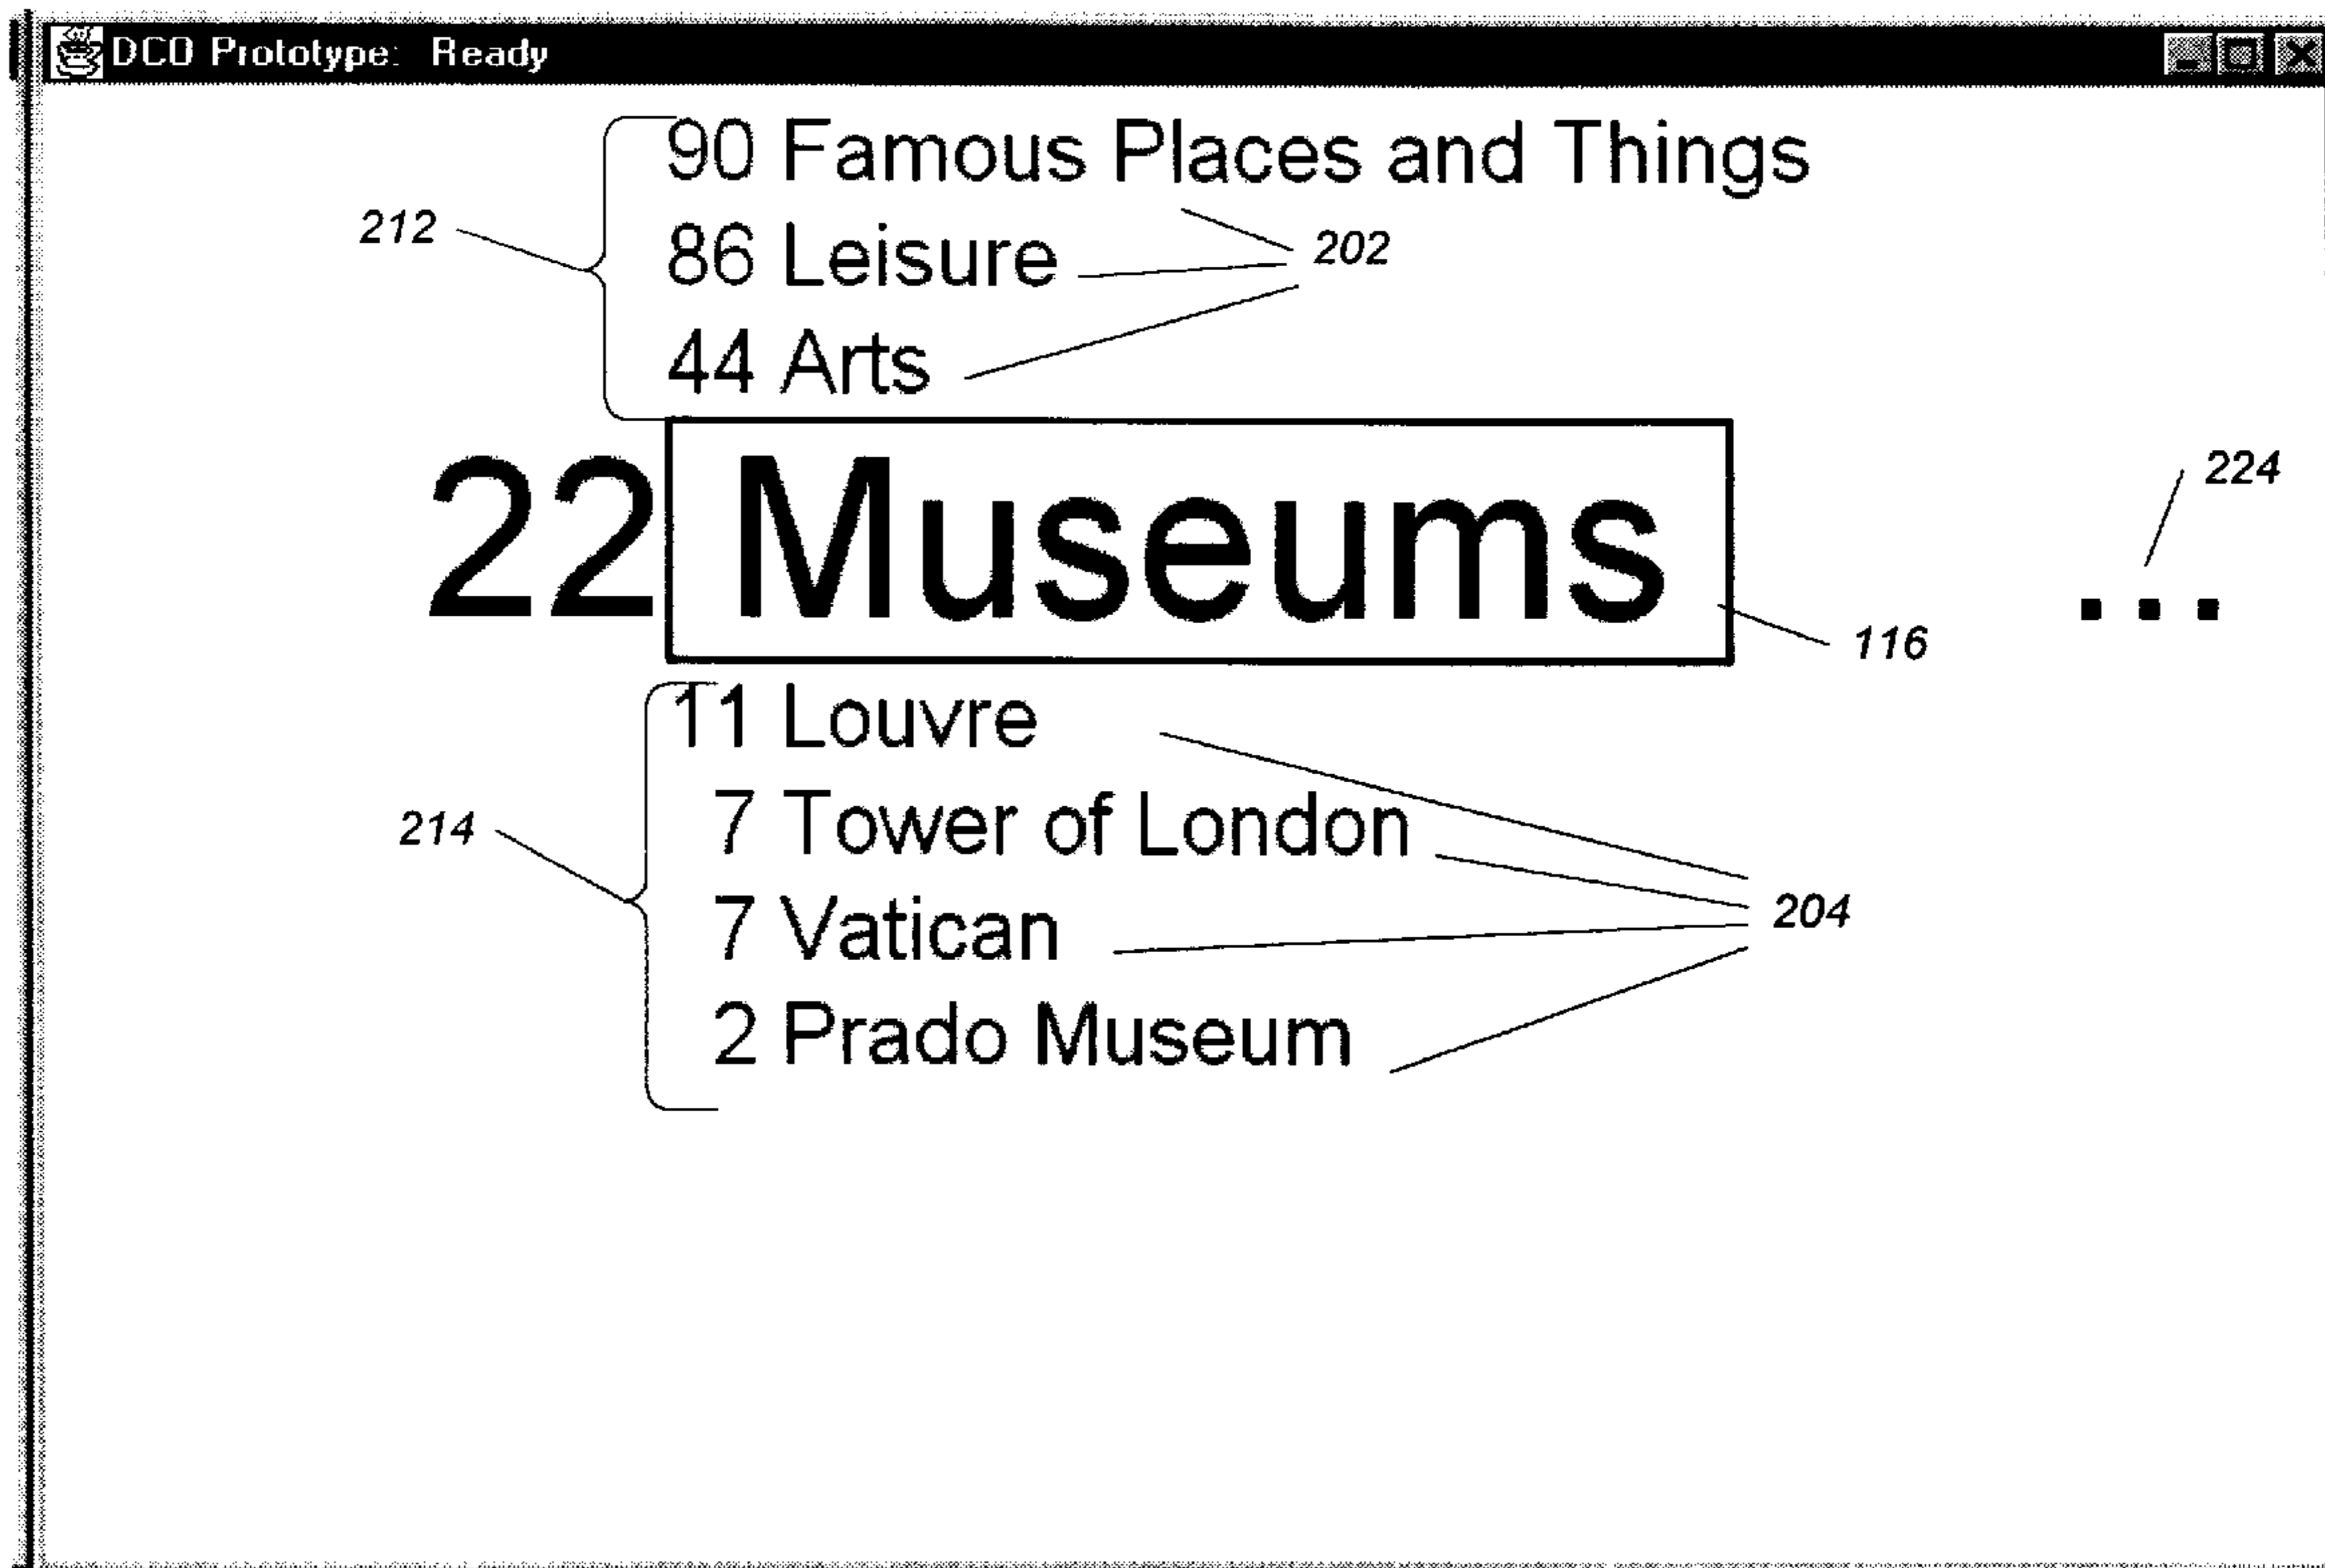 DCO Prototype: Ready
90 Famous Places and Things
212
86 Leisure
202
44 Arts
22 Museums
224
...
116
11 Louvre
7 Tower of London
214
7 Vatican
204
2 Prado Museum